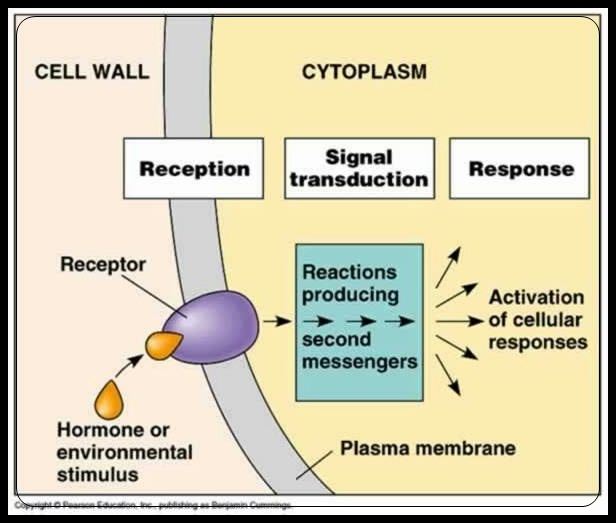 CELL WALL
CYTOPLASM
Reception
Signal
transduction
Response
Receptor
Reactions
producing
second
messengers
Activation
of cellular
responses
Hormone or
environmental
stimulus
Plasma membrane
Copyright © Pearson Education, Inc., publishing as Benjamin Cummings.